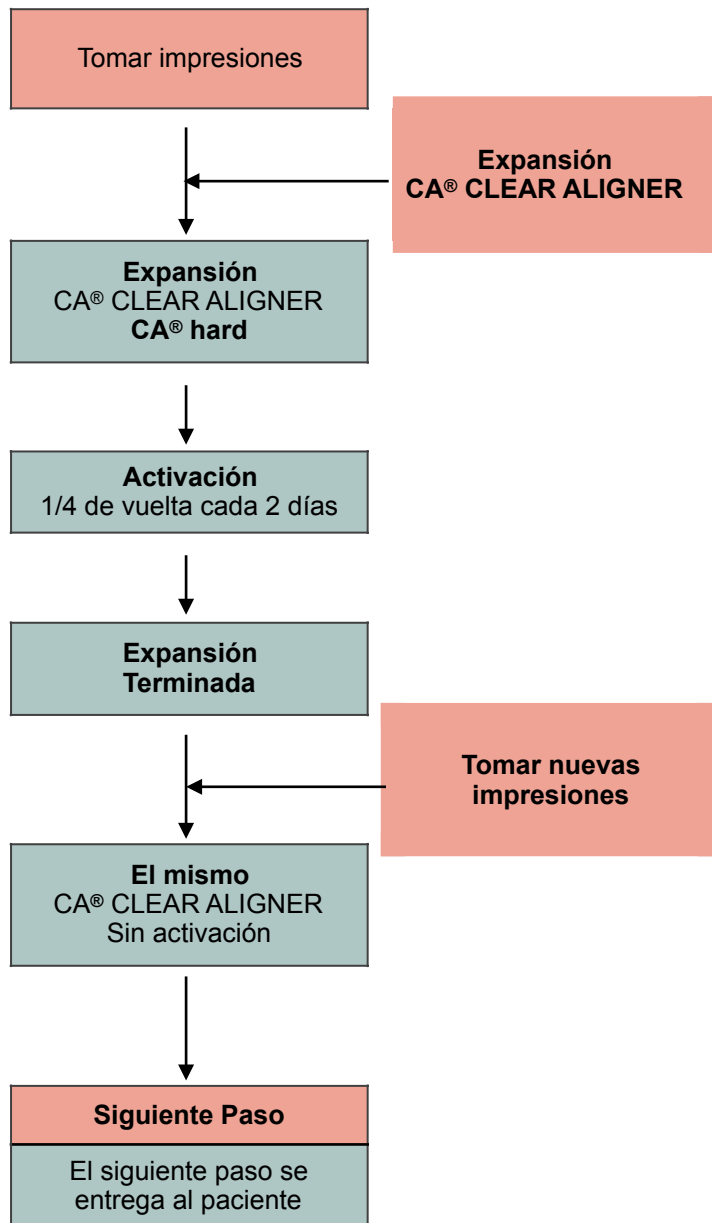 Tomar impresiones
Expansión
CA® CLEAR ALIGNER
Expansión
CA® CLEAR ALIGNER
CA® hard
Activación
1/4 de vuelta cada 2 días
Expansión
Terminada
Tomar nuevas
impresiones
El mismo
CA® CLEAR ALIGNER
Sin activación
Siguiente Paso
El siguiente paso se
entrega al paciente